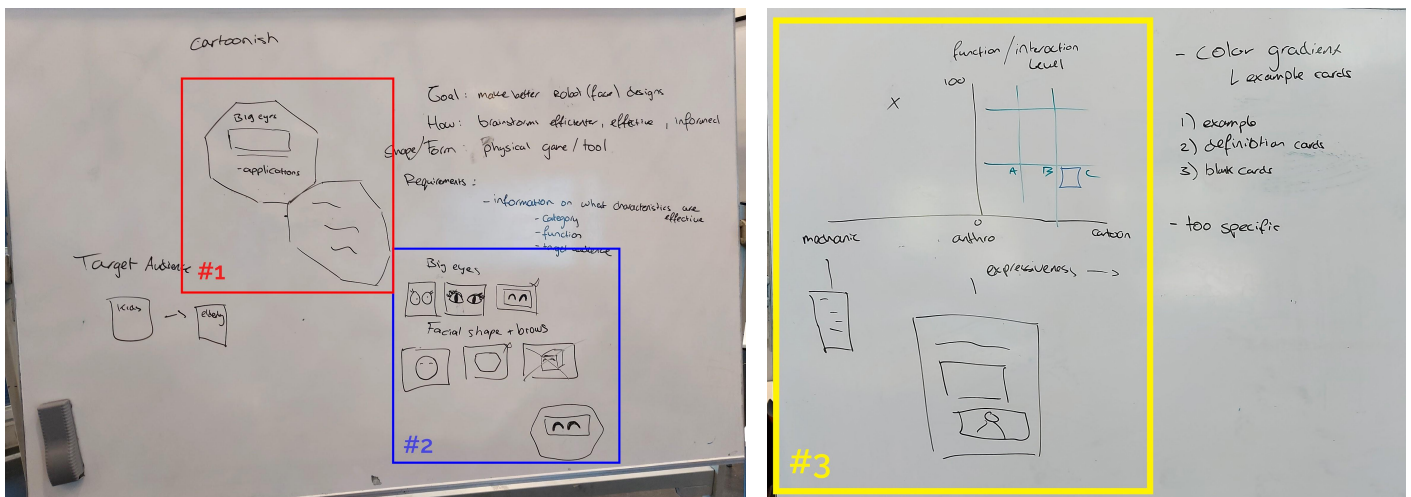 cartoonish
Big eyes
-applications
Goal: make better Robot (face) designs
How: brainstorms efficienter, effective, informed
Shape/Form: physical game/tool
Requirements:
- information on what characteristics are effective
- category
- function
- target audience
Target Audience
#1
Kids
elderly
Big eyes
Facial shape + brows
#2
function/interaction
Level
100
X
A
B
C
0
mechanic
anthro
cartoon
expressiveness
#3
- color gradient
example cards
1) example
2) definition cards
3) blank cards
- too specific